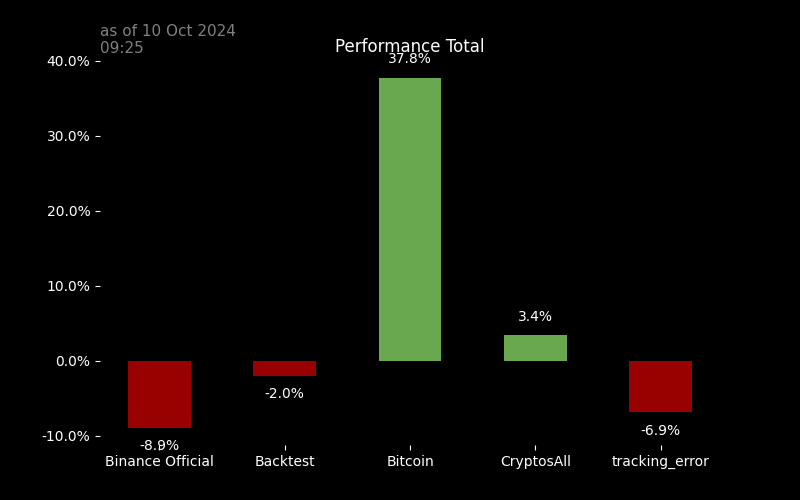 as of 10 Oct 2024
09:25
Performance Total
40.0%
37.8%
30.0%
20.0%
10.0%
3.4%
0.0%
-2.0%
-6.9%
-10.0%
-8.9%
Binance Official
Backtest
Bitcoin
CryptosAll
tracking_error